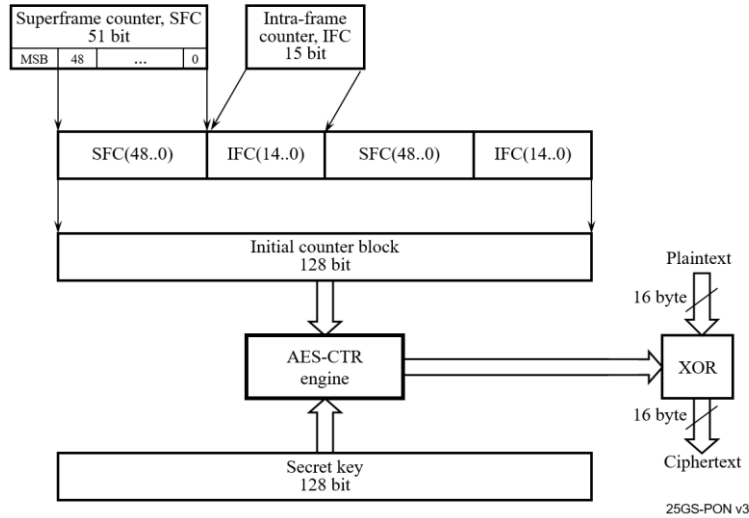 Superframe counter, SFC
51 bit
MSB 48 ... 0
Intra-frame
counter, IFC
15 bit
SFC(48..0) IFC(14..0) SFC(48..0) IFC(14..0)
Initial counter block
128 bit
Plaintext
16 byte
AES-CTR
engine
XOR
16 byte
Ciphertext
Secret key
128 bit
25GS-PON v3